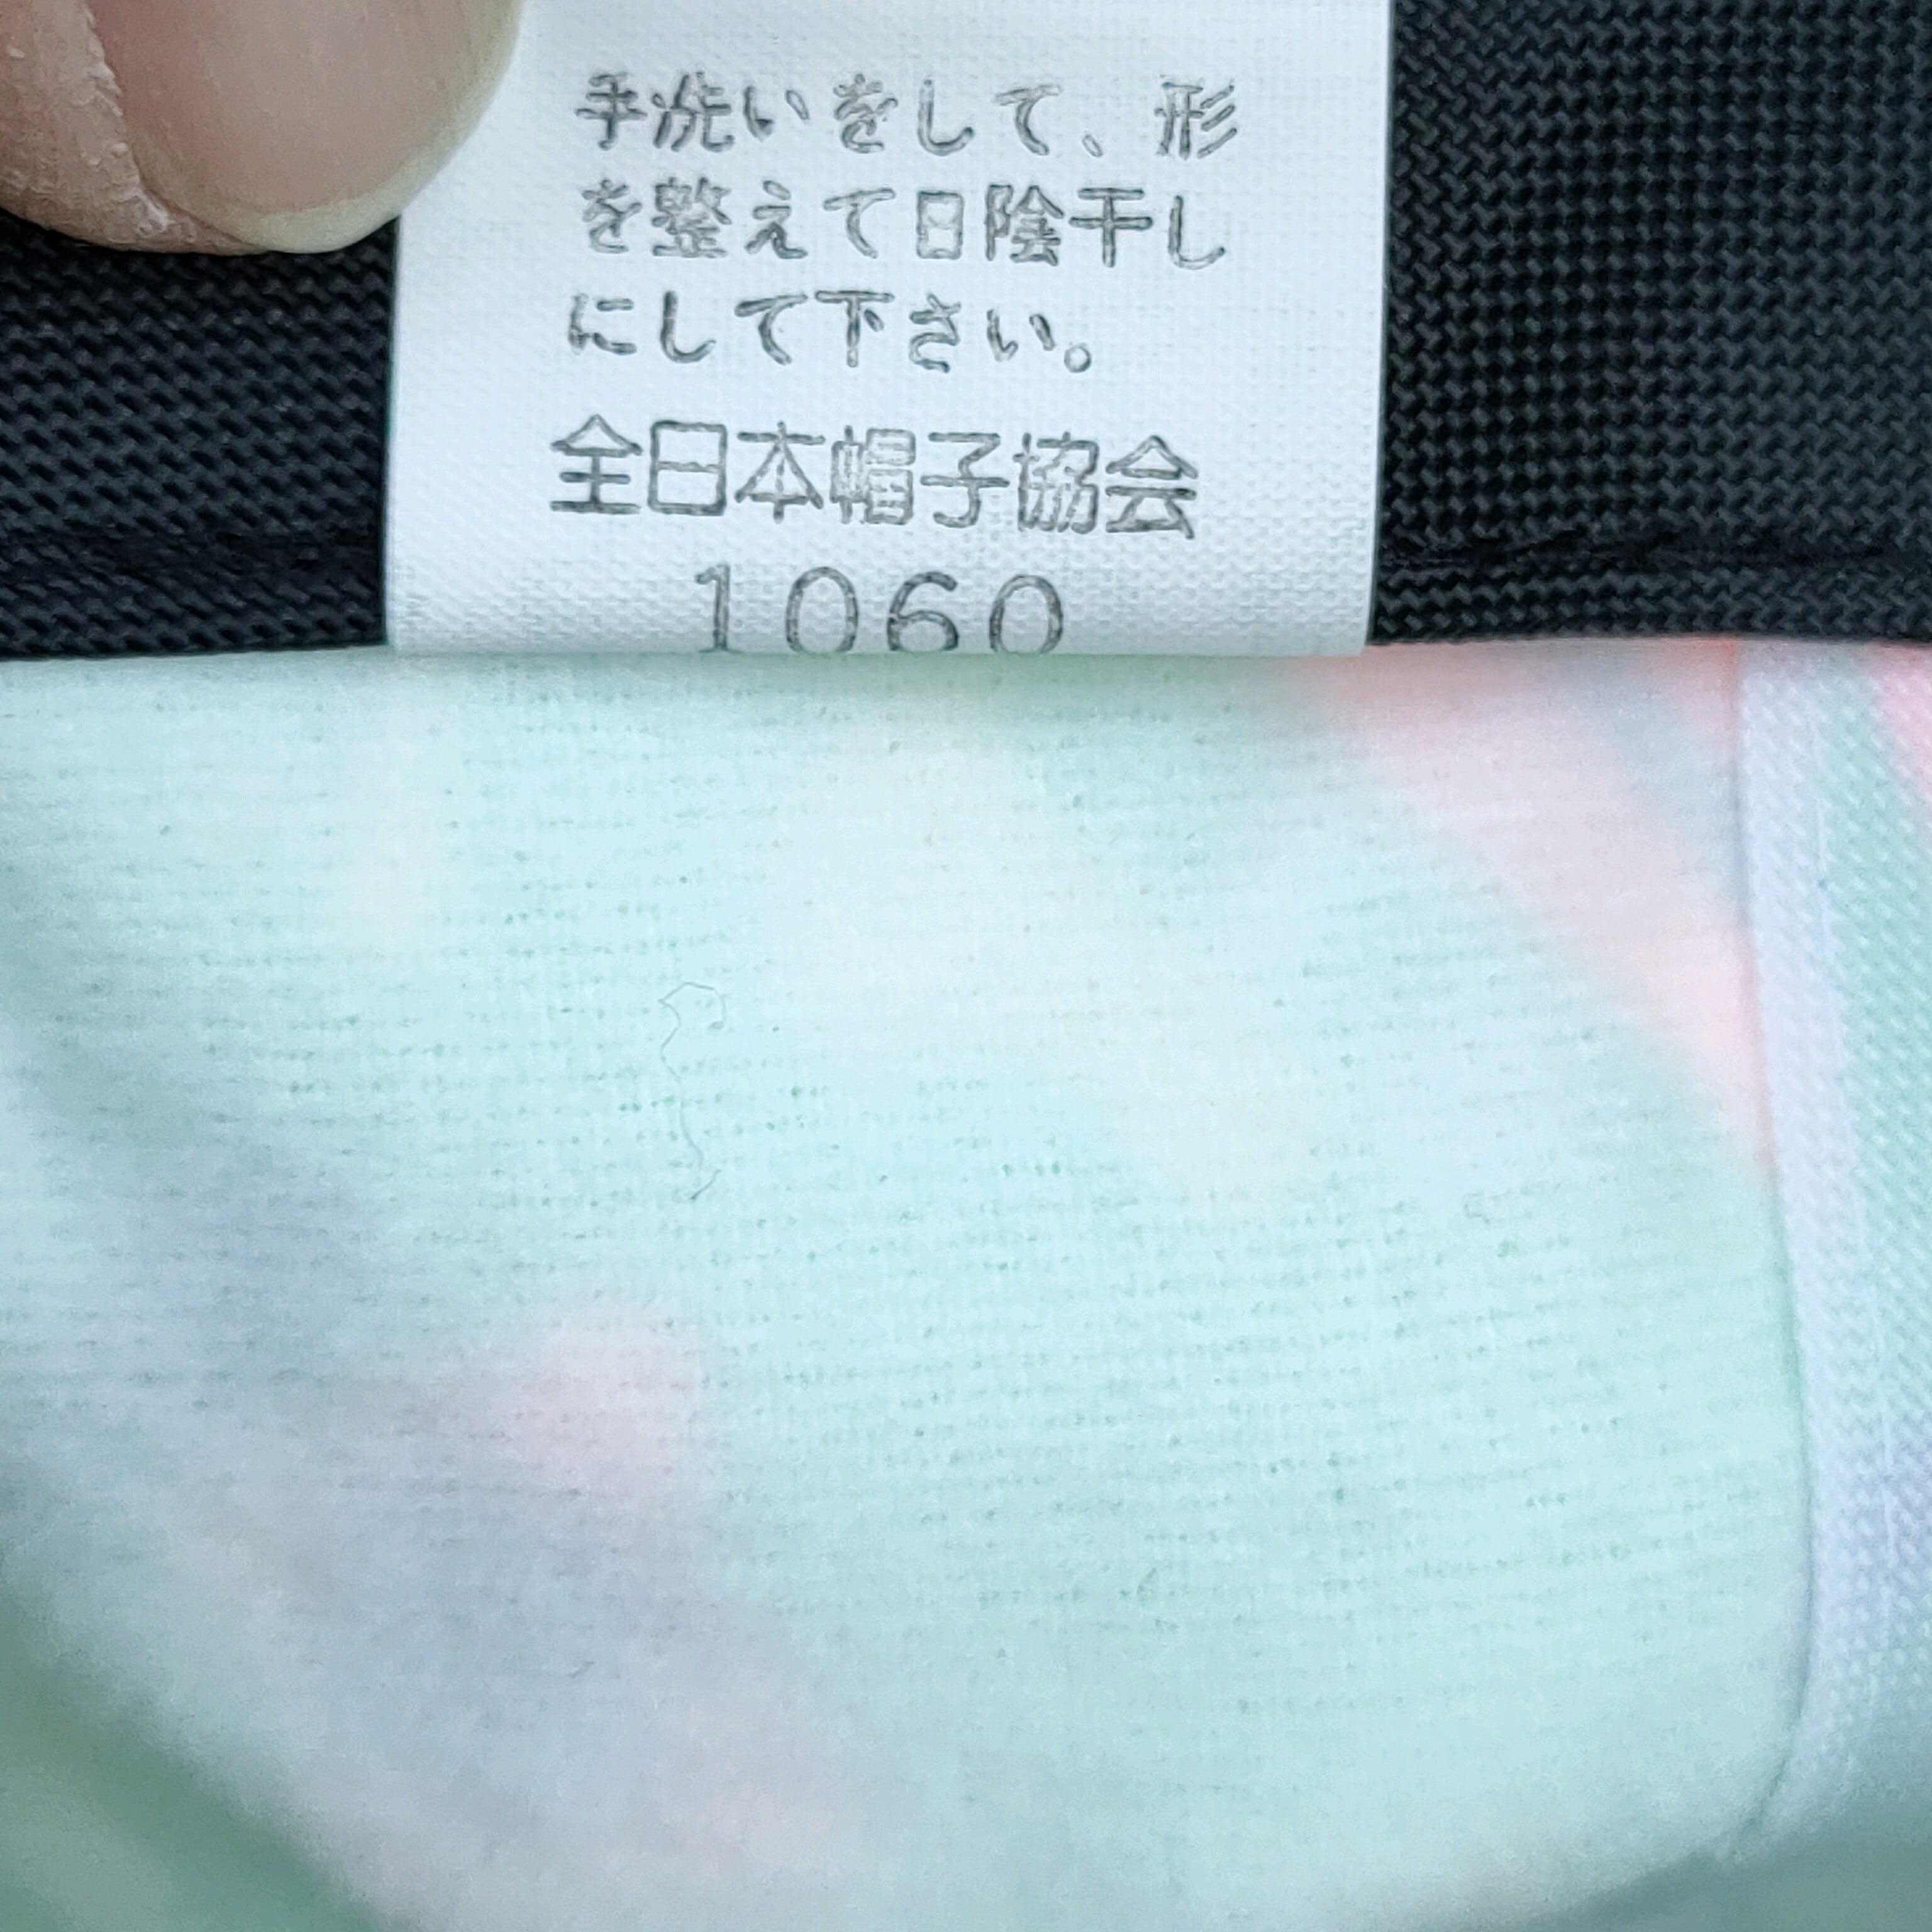 手洗いをして、形
を整えて日陰干し
にして下さい。
全日本帽子協会
1060